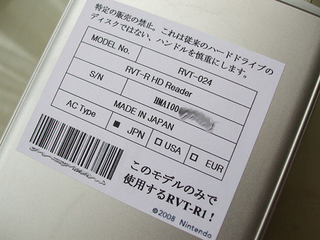 特定の販売の禁止。これは従来のハードドライブの
ディスクではない、ハンドルを慎重にします。
MODEL No. RVT-024
S/N RVT-R HD Reader
HMA100
MADE IN JAPAN
AC Type ■ JPN □ USA □ EUR
このモデルのみで
使用するRVT-R1！
©2008 Nintendo